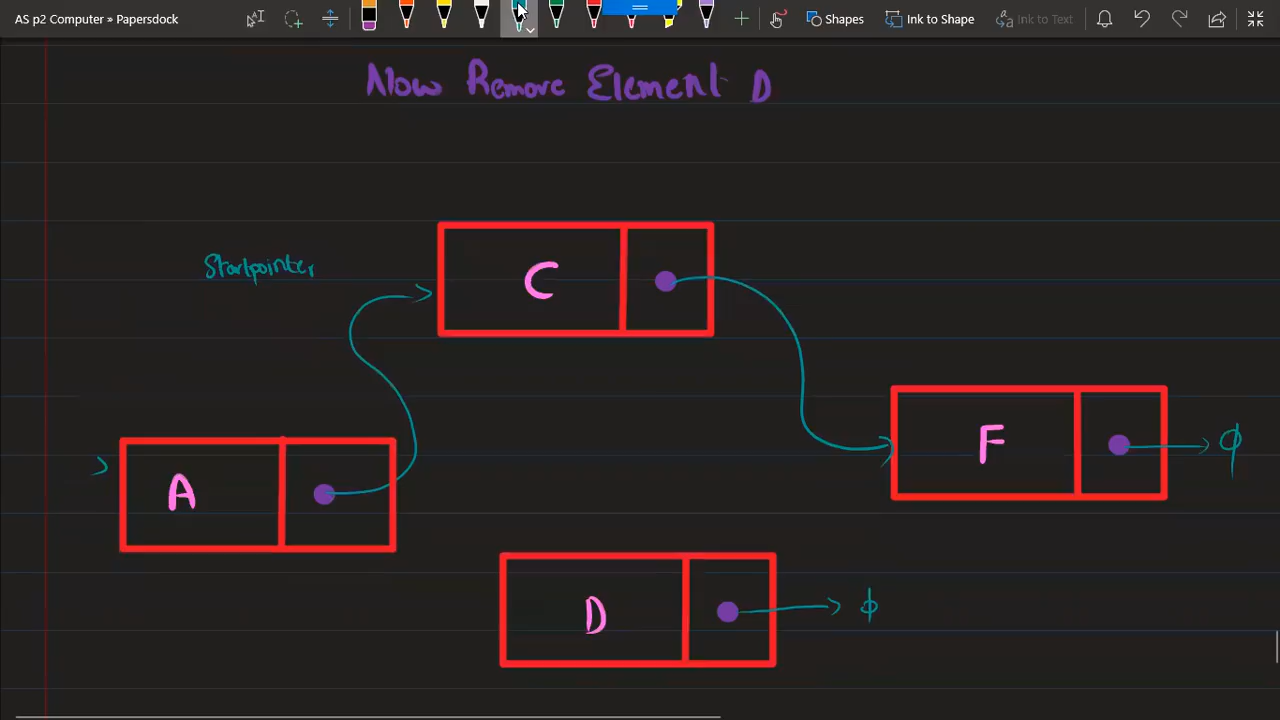 AS p2 Computer » Papersdock
Shapes
Ink to Shape
Ink to Text
Now Remove Element D
Startpointer
C
F
ϕ
A
D
ϕ